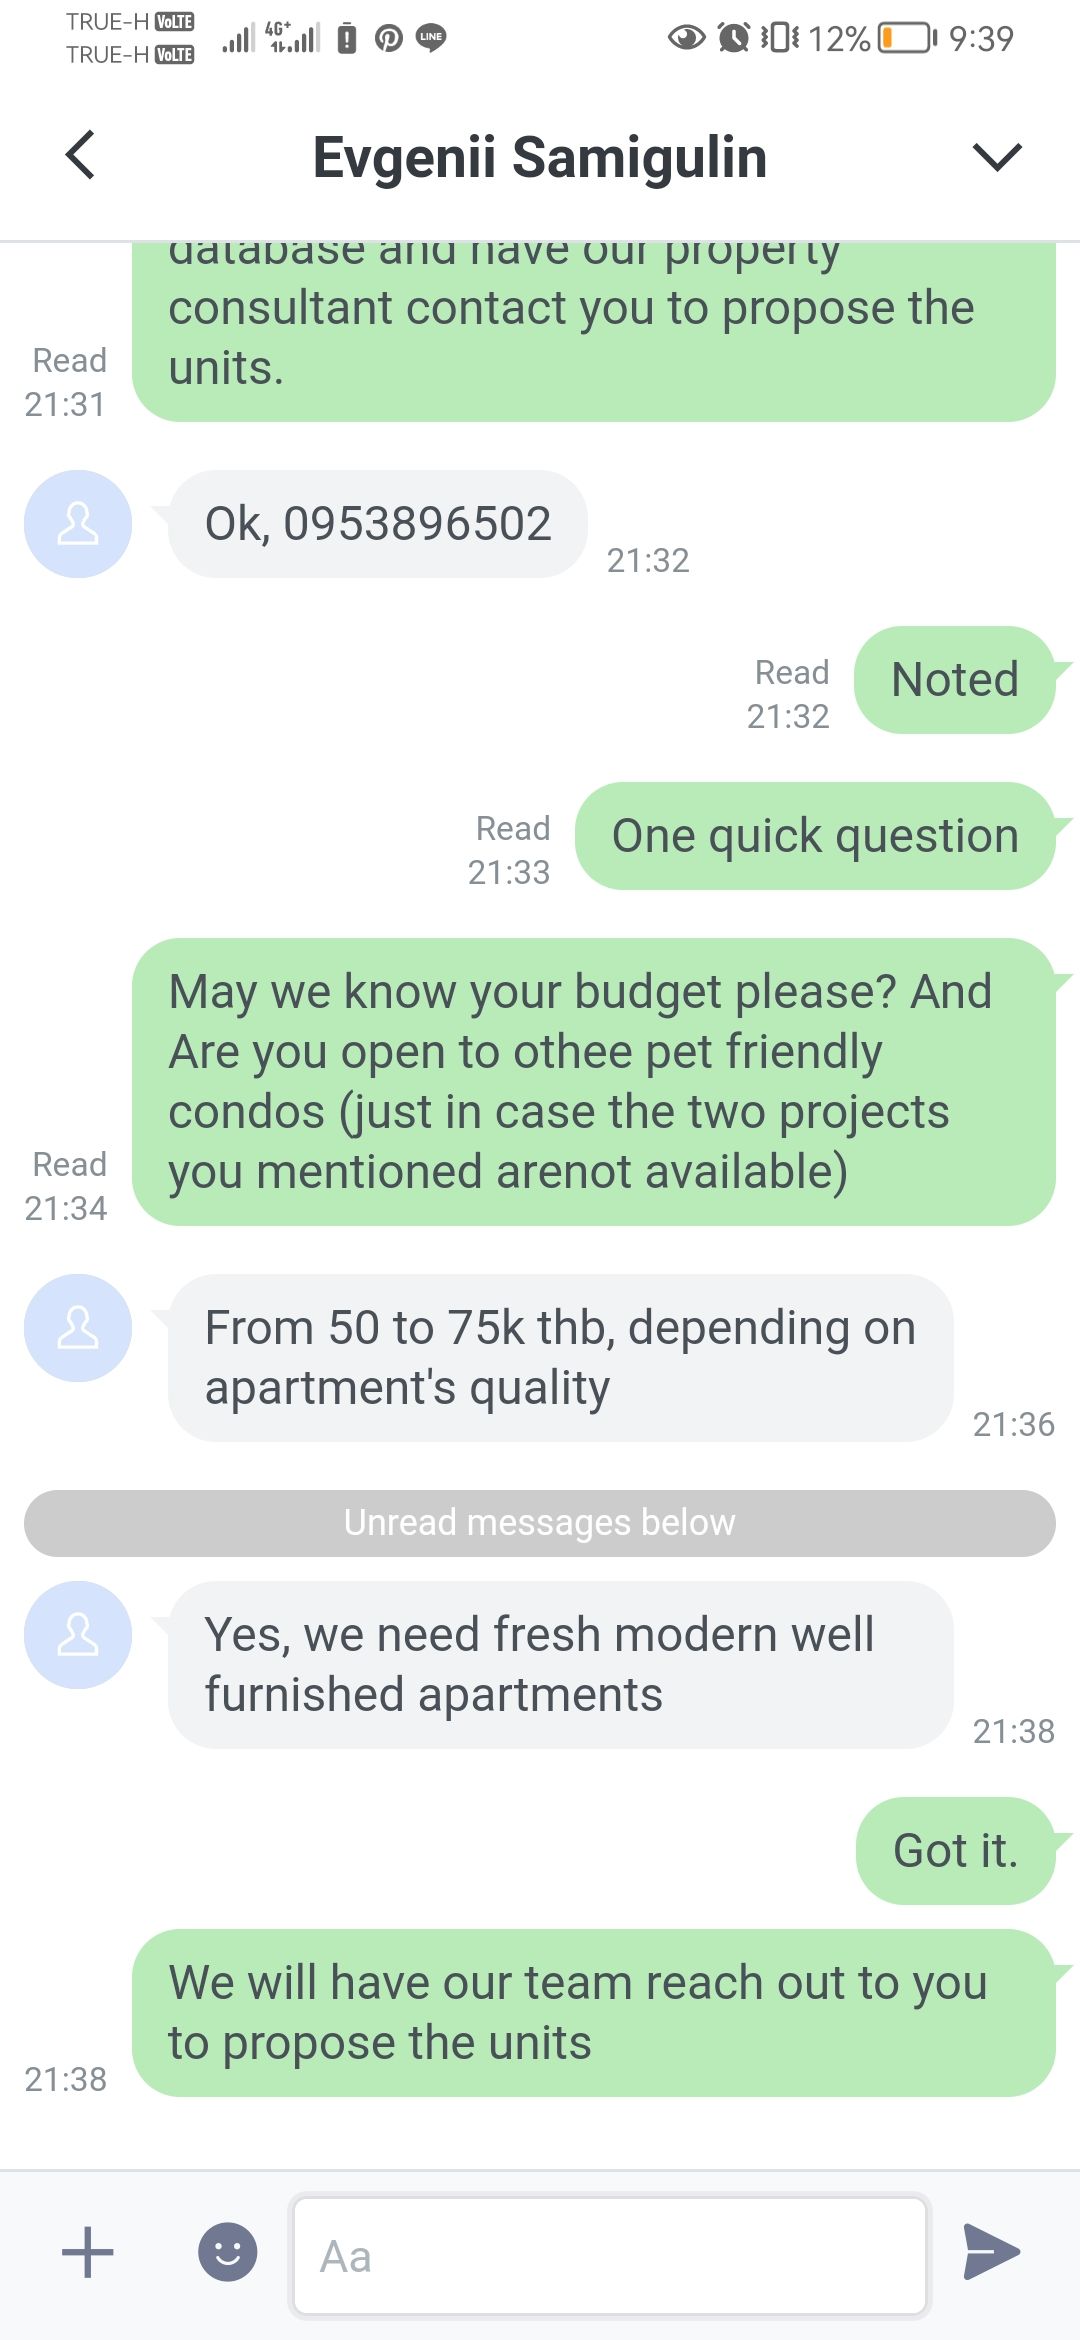 TRUE-H VoLTE
TRUE-H VoLTE
4G+
LINE
12%
9:39
Evgenii Samigulin
database and have our property
consultant contact you to propose the
units.
Read
21:31
Ok, 0953896502
21:32
Noted
Read
21:32
One quick question
Read
21:33
May we know your budget please? And
Are you open to othee pet friendly
condos (just in case the two projects
you mentioned arenot available)
Read
21:34
From 50 to 75k thb, depending on
apartment's quality
21:36
Unread messages below
Yes, we need fresh modern well
furnished apartments
21:38
Got it.
We will have our team reach out to you
to propose the units
21:38
Aa